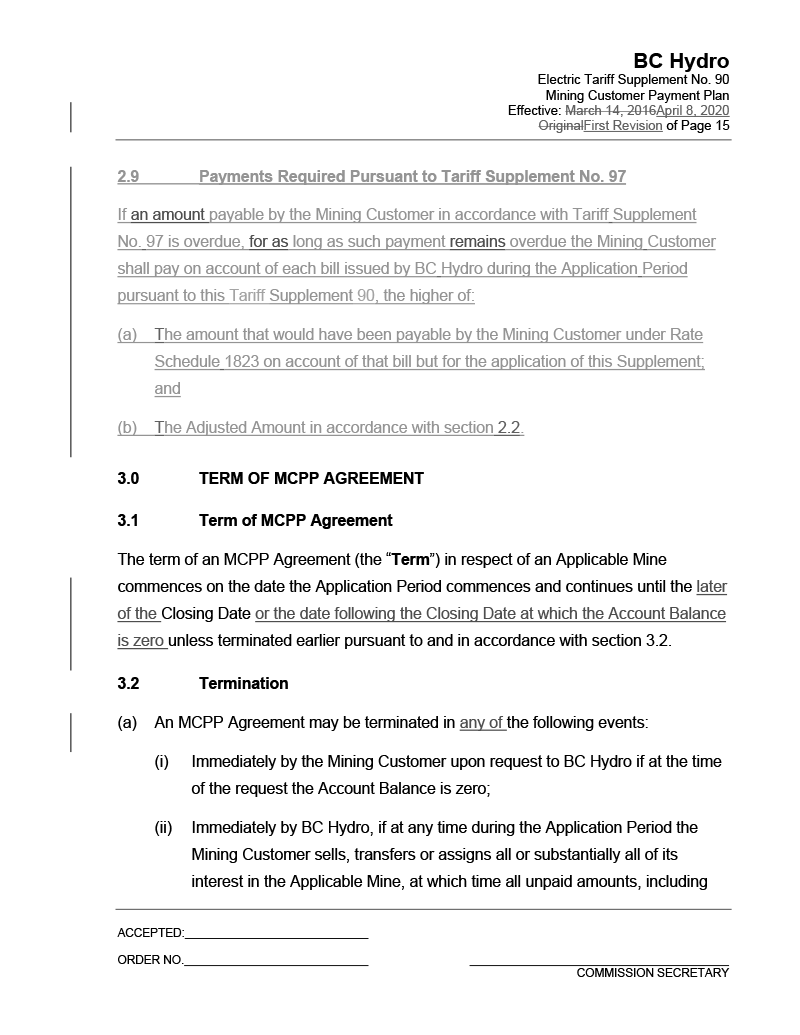 BC Hydro
Electric Tariff Supplement No. 90
Mining Customer Payment Plan
Effective: March 14, 2016April 8, 2020
OriginalFirst Revision of Page 15
2.9 Payments Required Pursuant to Tariff Supplement No. 97
If an amount payable by the Mining Customer in accordance with Tariff Supplement
No. 97 is overdue, for as long as such payment remains overdue the Mining Customer
shall pay on account of each bill issued by BC Hydro during the Application Period
pursuant to this Tariff Supplement 90, the higher of:
(a) The amount that would have been payable by the Mining Customer under Rate
Schedule 1823 on account of that bill but for the application of this Supplement;
and
(b) The Adjusted Amount in accordance with section 2.2.
3.0 TERM OF MCPP AGREEMENT
3.1 Term of MCPP Agreement
The term of an MCPP Agreement (the “Term”) in respect of an Applicable Mine
commences on the date the Application Period commences and continues until the later
of the Closing Date or the date following the Closing Date at which the Account Balance
is zero unless terminated earlier pursuant to and in accordance with section 3.2.
3.2 Termination
(a) An MCPP Agreement may be terminated in any of the following events:
(i) Immediately by the Mining Customer upon request to BC Hydro if at the time
of the request the Account Balance is zero;
(ii) Immediately by BC Hydro, if at any time during the Application Period the
Mining Customer sells, transfers or assigns all or substantially all of its
interest in the Applicable Mine, at which time all unpaid amounts, including
ACCEPTED:
ORDER NO.
COMMISSION SECRETARY